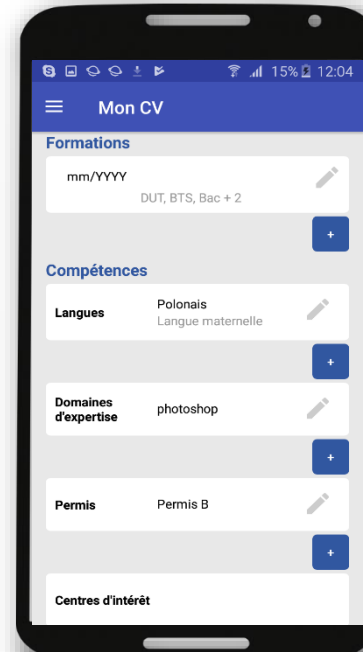 15% 12:04
Mon CV
Formations
mm/YYYY
DUT, BTS, Bac + 2
+
Compétences
Langues
Polonais
Langue maternelle
+
Domaines
d'expertise
photoshop
+
Permis
Permis B
+
Centres d'intérêt